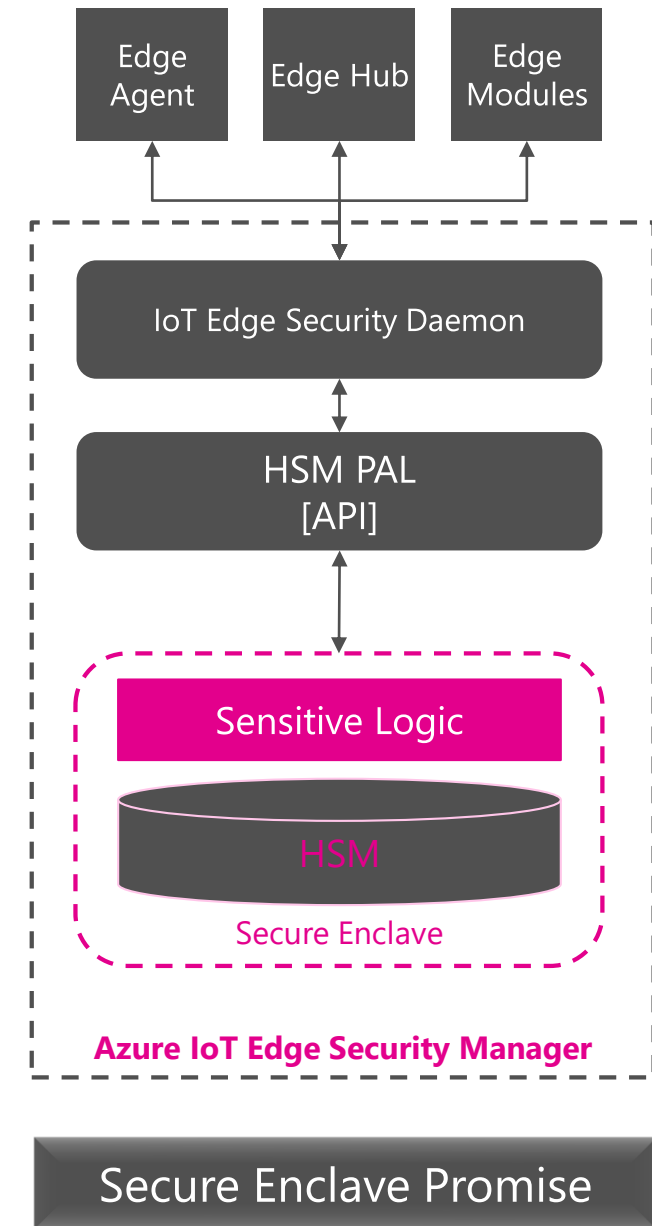 Edge
Agent
Edge Hub
Edge
Modules
IoT Edge Security Daemon
HSM PAL
[API]
Sensitive Logic
HSM
Secure Enclave
Azure IoT Edge Security Manager
Secure Enclave Promise